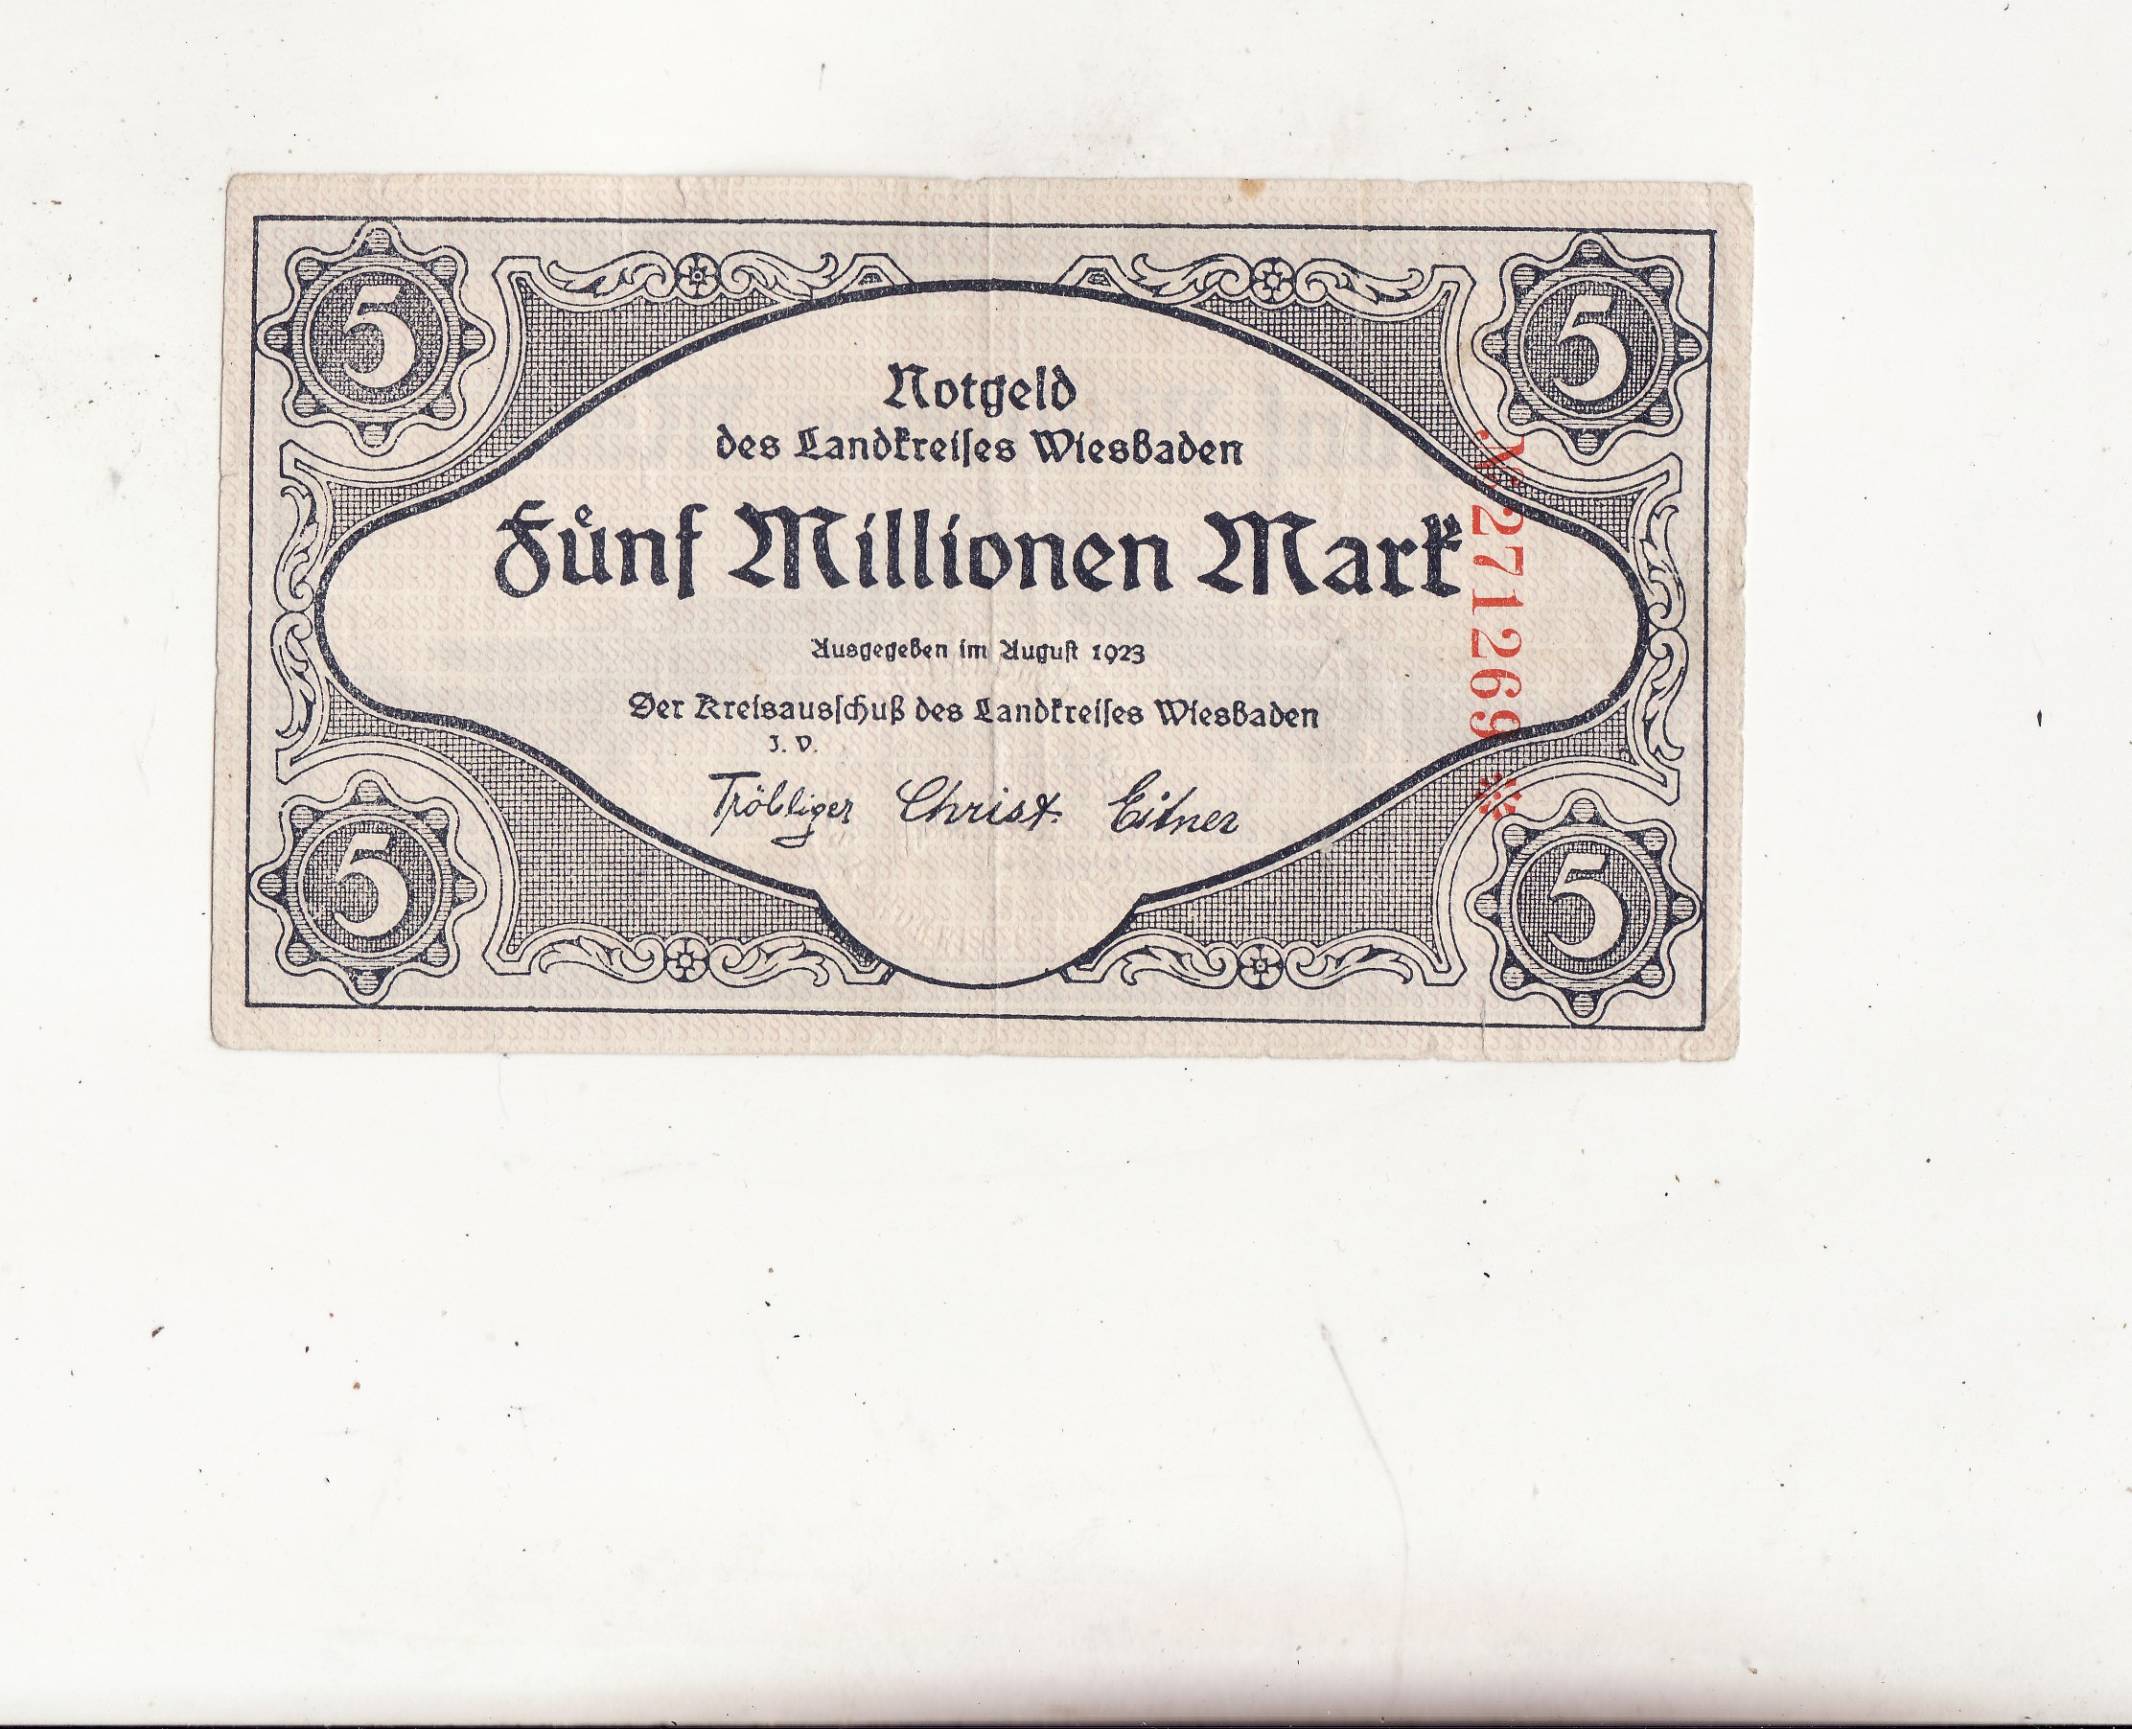 5
5
Notgeld
des Landkreiſes Wiesbaden
Fünf Millionen Mark
Ausgegeben im Auguſt 1923
Der Kreisausſchuß des Landkreiſes Wiesbaden
J. V.
Christ. Eitner
5
5
№ 271269 ※